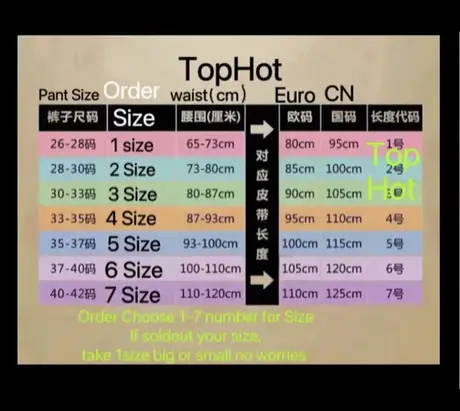 TopHot
Pant Size Order waist(cm) Euro CN
裤子尺码 Size 腰围(厘米) 欧码 国码 长度代码
26-28码 1 size 65-73cm 80cm 95cm 1号
28-30码 2 Size 73-80cm 85cm 100cm 2号
30-33码 3 Size 80-87cm 90cm 105cm
33-35码 4 Size 87-93cm 95cm 110cm 4号
35-37码 5 Size 93-100cm 100cm 115cm 5号
37-40码 6 Size 100-110cm 105cm 120cm 6号
40-42码 7 Size 110-120cm 110cm 125cm 7号
对应皮带长度
Top
Hot
Order Choose 1-7 number for Size
If soldout your size,
take 1size big or small no worries